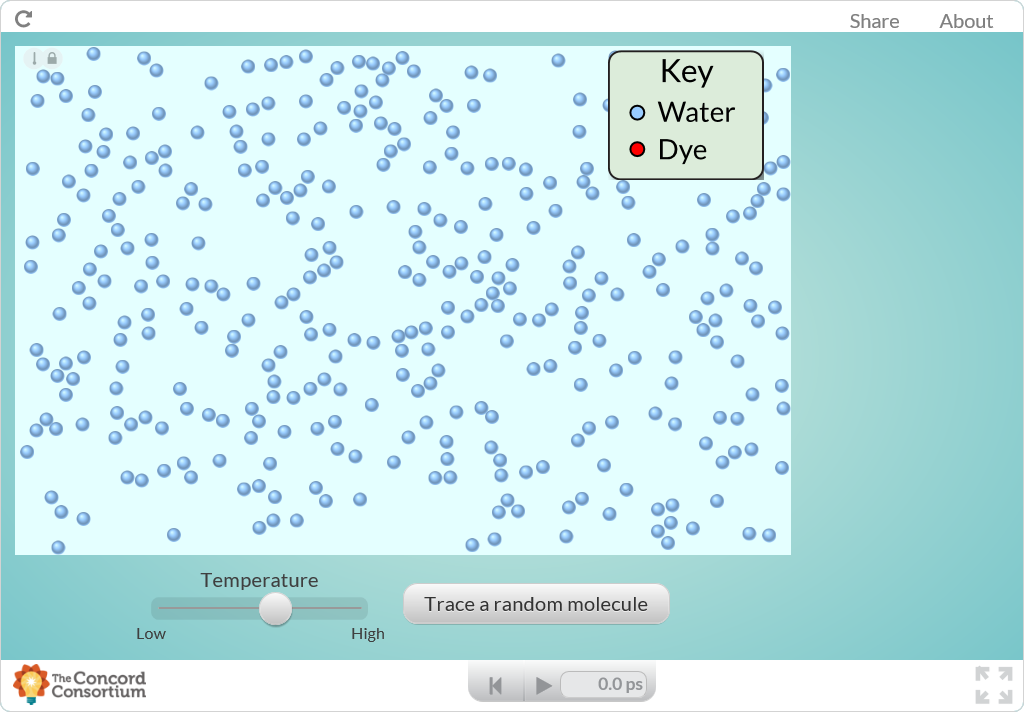 Share About
Key
Water
Dye
Temperature
Low High
Trace a random molecule
The Concord
Consortium
0.0 ps